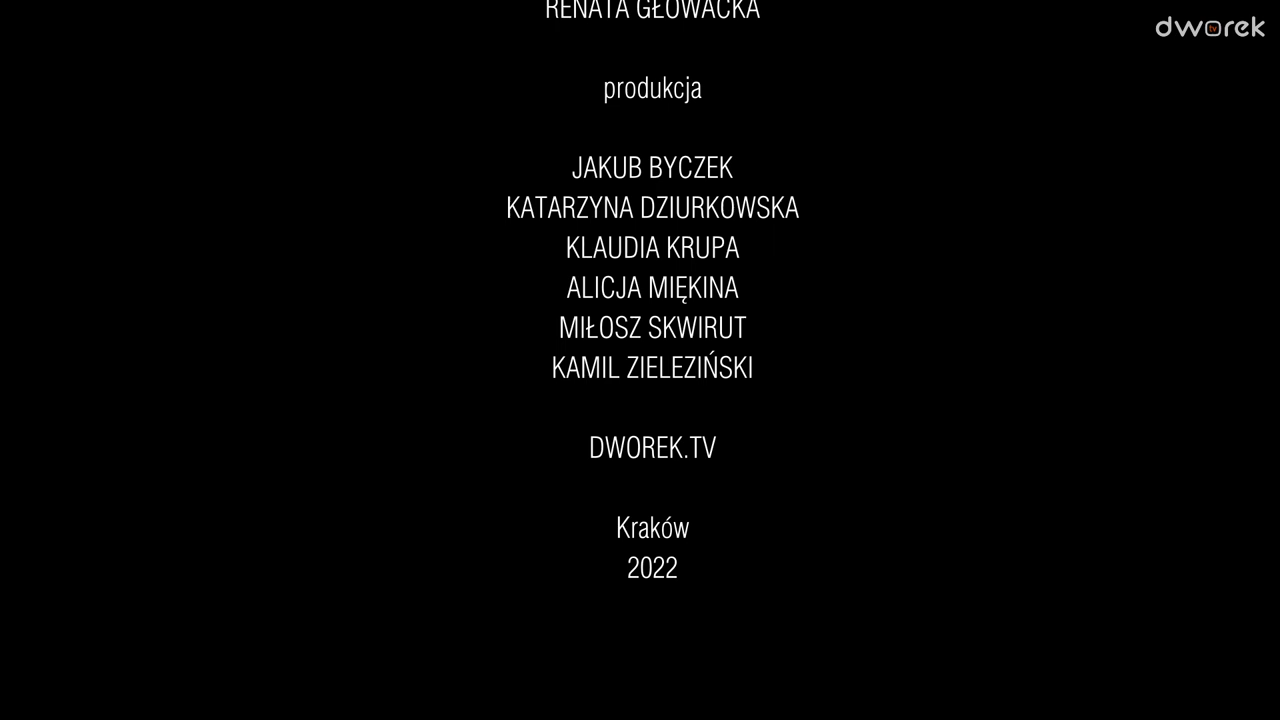 RENATA GŁOWACKA
dworek tv
produkcja
JAKUB BYCZEK
KATARZYNA DZIURKOWSKA
KLAUDIA KRUPA
ALICJA MIĘKINA
MIŁOSZ SKWIRUT
KAMIL ZIELEZIŃSKI
DWOREK.TV
Kraków
2022